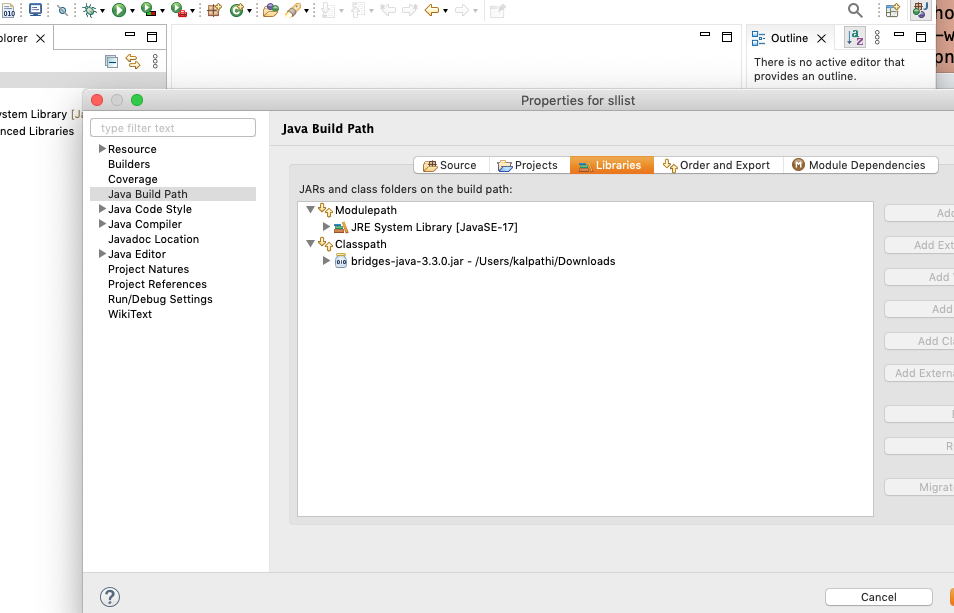 plorer
Outline
There is no active editor that
provides an outline.
ystem Library [Ja
nced Libraries
Properties for sllist
type filter text
Resource
Builders
Coverage
Java Build Path
Java Code Style
Java Compiler
Javadoc Location
Java Editor
Project Natures
Project References
Run/Debug Settings
WikiText
Java Build Path
Source
Projects
Libraries
Order and Export
Module Dependencies
JARs and class folders on the build path:
Modulepath
JRE System Library [JavaSE-17]
Classpath
bridges-java-3.3.0.jar - /Users/kalpathi/Downloads
Add
Add Ext
Add
Add
Add Cl
Add Externa
R
Migrat
Cancel